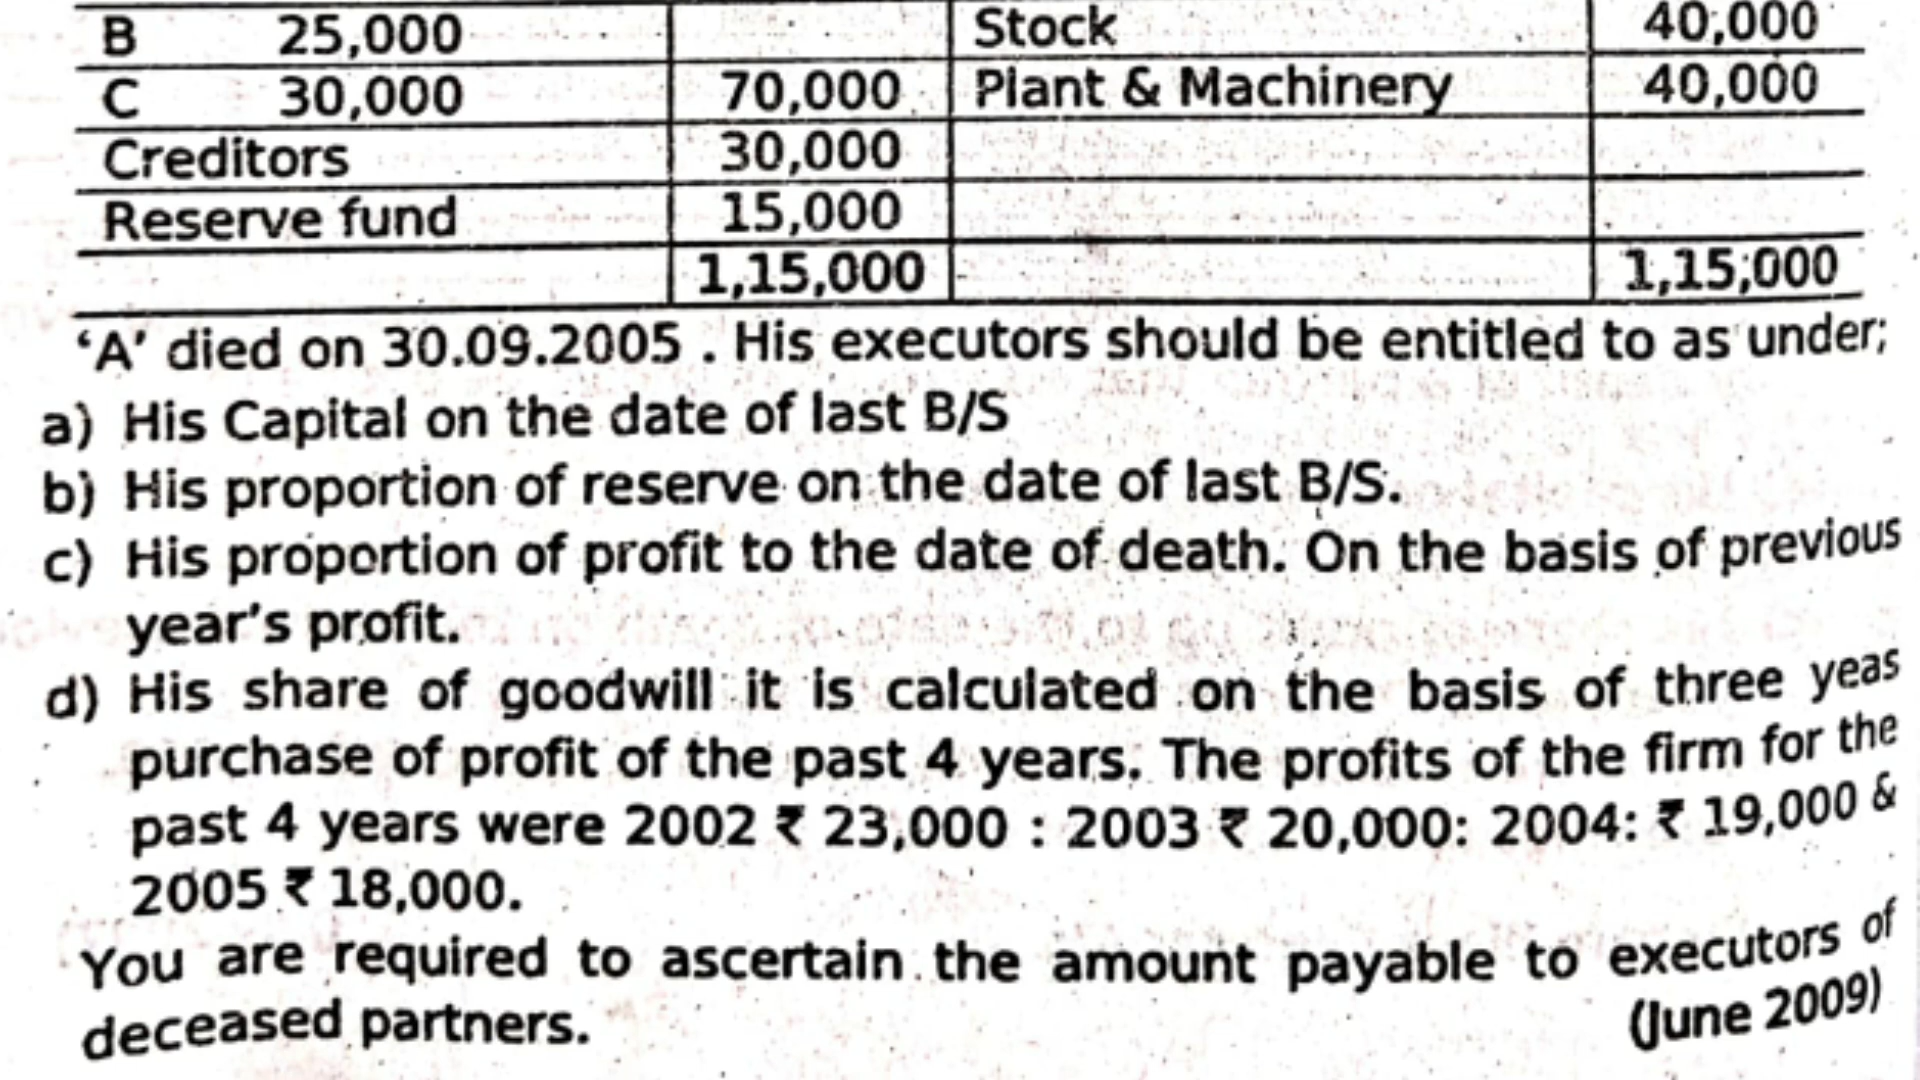 B 25,000 Stock 40,000
C 30,000 70,000 Plant & Machinery 40,000
Creditors 30,000
Reserve fund 15,000
1,15,000 1,15,000
‘A’ died on 30.09.2005 . His executors should be entitled to as under;
a) His Capital on the date of last B/S
b) His proportion of reserve on the date of last B/S.
c) His proportion of profit to the date of death. On the basis of previous
year's profit.
d) His share of goodwill it is calculated on the basis of three yeas
purchase of profit of the past 4 years. The profits of the firm for the
past 4 years were 2002 ₹ 23,000 : 2003 ₹ 20,000: 2004: ₹ 19,000 &
2005 ₹ 18,000.
You are required to ascertain the amount payable to executors of
deceased partners. (June 2009)